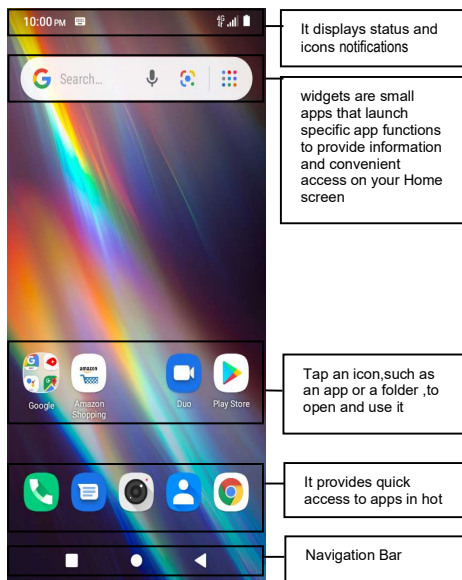 10:00 PM 4G
It displays status and
icons notifications
G Search...
widgets are small
apps that launch
specific app functions
to provide information
and convenient
access on your Home
screen
amazon
Google Amazon Shopping Duo Play Store
Tap an icon,such as
an app or a folder ,to
open and use it
It provides quick
access to apps in hot
Navigation Bar